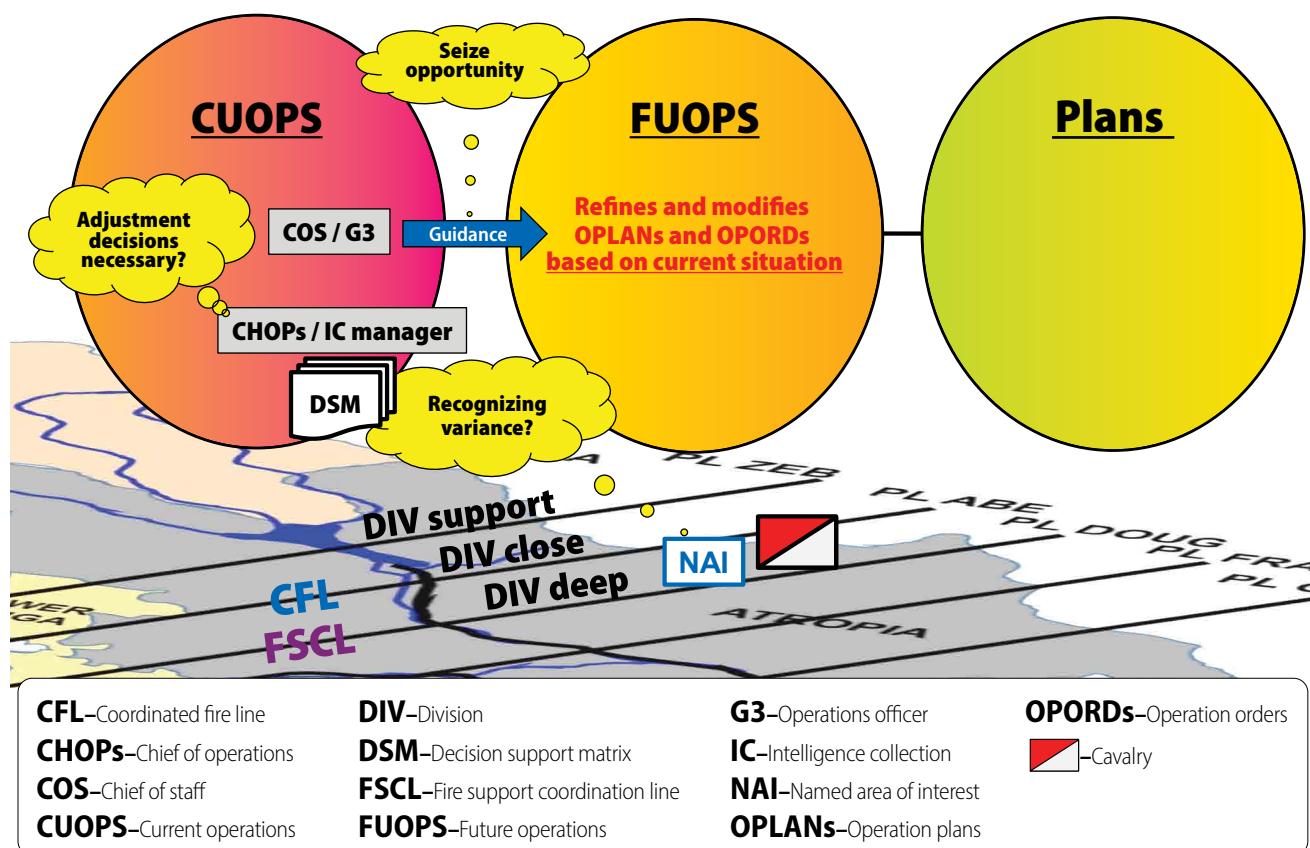 Seize
opportunity
CUOPS
FUOPS
Plans
Adjustment
decisions
necessary?
COS / G3
Guidance
Refines and modifies
OPLANs and OPORDs
based on current situation
CHOPs / IC manager
DSM
Recognizing
variance?
PL ZEB
PL ABE
PL DOUG
PL FRA
PL
DIV support
DIV close
DIV deep
NAI
CFL
FSCL
ATROPIA
CFL–Coordinated fire line
CHOPs–Chief of operations
COS–Chief of staff
CUOPS–Current operations
DIV–Division
DSM–Decision support matrix
FSCL–Fire support coordination line
FUOPS–Future operations
G3–Operations officer
IC–Intelligence collection
NAI–Named area of interest
OPLANs–Operation plans
OPORDs–Operation orders
–Cavalry